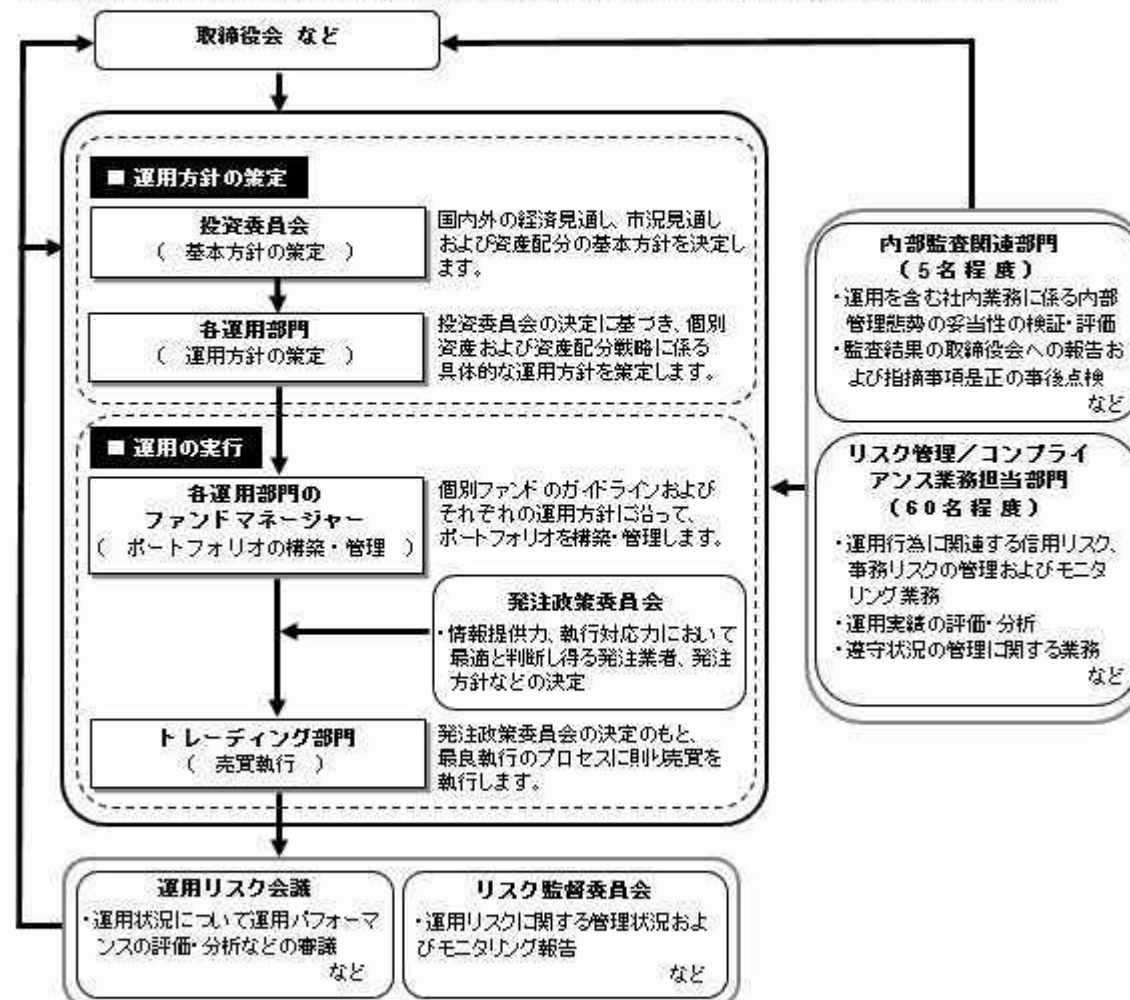 取締役会 など
■ 運用方針の策定
投資委員会
( 基本方針の策定 )
国内外の経済見通し、市況見通し
および資産配分の基本方針を決定し
ます。
各運用部門
( 運用方針の策定 )
投資委員会の決定に基づき、個別
資産および資産配分戦略に係る
具体的な運用方針を策定します。
■ 運用の実行
各運用部門の
ファンドマネージャー
( ポートフォリオの構築・管理 )
個別ファンドのガイドラインおよび
それぞれの運用方針に沿って、
ポートフォリオを構築・管理します。
発注政策委員会
・情報提供力、執行対応力において
最適と判断し得る発注業者、発注
方針などの決定
トレーディング部門
( 売買執行 )
発注政策委員会の決定のもと、
最良執行のプロセスに則り売買を
執行します。
内部監査関連部門
(5名程度)
・運用を含む社内業務に係る内部
管理態勢の妥当性の検証・評価
・監査結果の取締役会への報告お
よび指摘事項是正の事後点検
など
リスク管理/コンプライ
アンス業務担当部門
(60名程度)
・運用行為に関連する信用リスク、
事務リスクの管理およびモニタ
リング業務
・運用実績の評価・分析
・遵守状況の管理に関する業務
など
運用リスク会議
・運用状況について運用パフォーマ
ンスの評価・分析などの審議
など
リスク監督委員会
・運用リスクに関する管理状況およ
びモニタリング報告
など